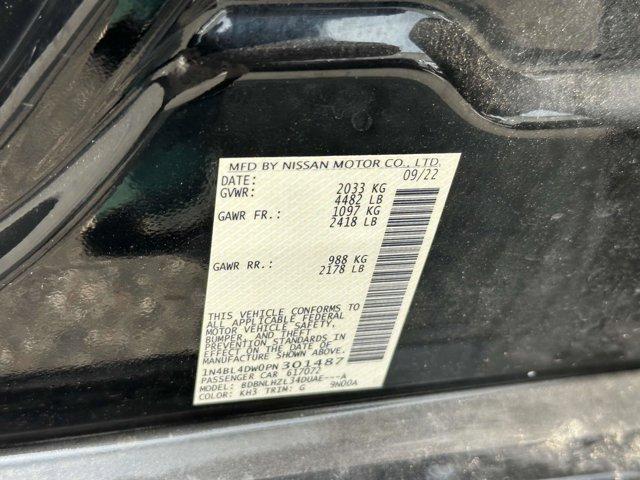 MFD BY NISSAN MOTOR CO., LTD.
DATE: 09/22
GVWR: 2033 KG
4482 LB
GAWR FR.: 1097 KG
2418 LB
GAWR RR.: 988 KG
2178 LB
THIS VEHICLE CONFORMS TO
ALL APPLICABLE FEDERAL
MOTOR VEHICLE SAFETY,
BUMPER, AND THEFT
PREVENTION STANDARDS IN
EFFECT ON THE DATE OF
MANUFACTURE SHOWN ABOVE.
1N4BL4DW0PN301487
PASSENGER CAR 617072
MODEL: BDBNLHZL34DUAE---A
COLOR: KH3 TRIM: G 9N00A